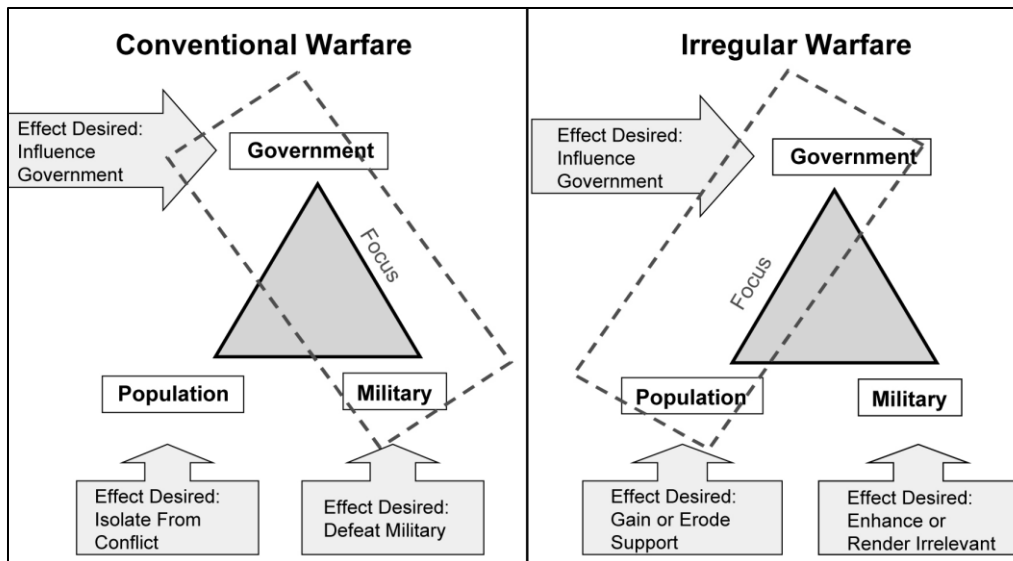 Conventional Warfare
Effect Desired:
Influence
Government
Government
Focus
Population
Military
Effect Desired:
Isolate From
Conflict
Effect Desired:
Defeat Military
Irregular Warfare
Effect Desired:
Influence
Government
Government
Focus
Population
Military
Effect Desired:
Gain or Erode
Support
Effect Desired:
Enhance or
Render Irrelevant